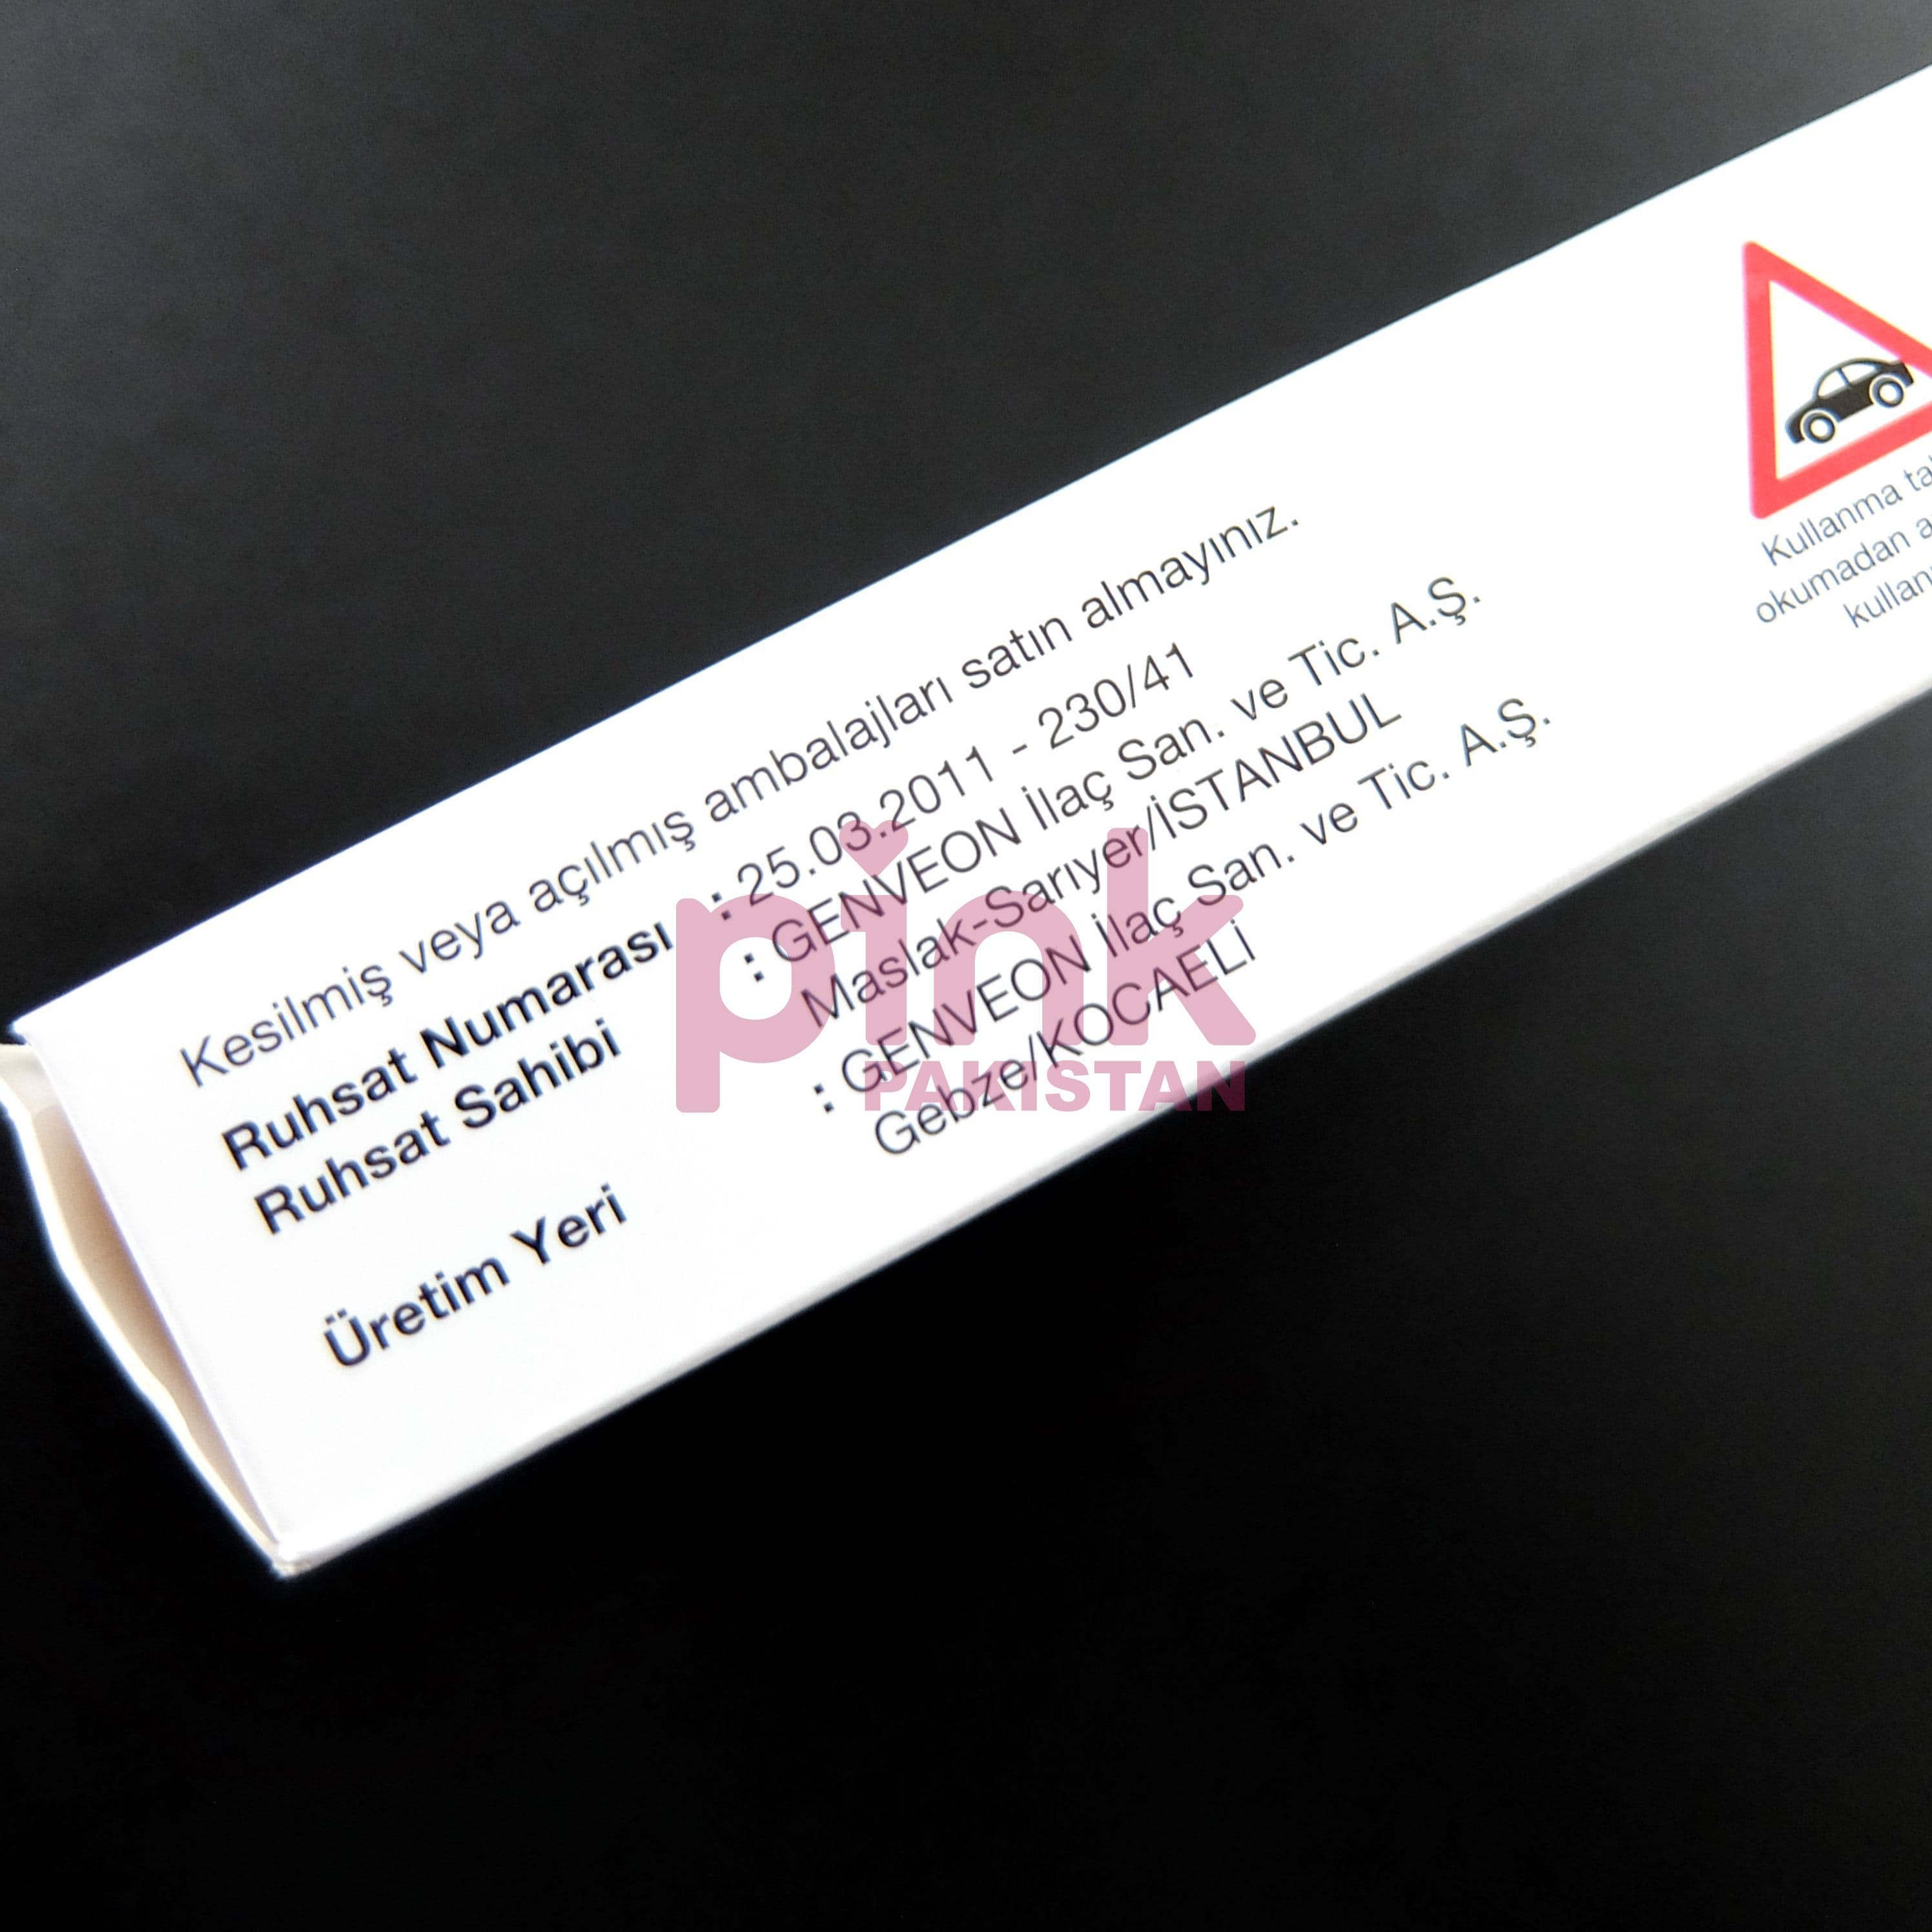 Kesilmiş veya açılmış ambalajları satın almayınız.
Ruhsat Numarası : 25.03.2011 - 230/41
Ruhsat Sahibi : GENVEON İlaç San. ve Tic. A.Ş.
Maslak-Sarıyer/İSTANBUL
Üretim Yeri : GENVEON İlaç San. ve Tic. A.Ş.
Gebze/KOCAELİ
Kullanma
okumadan
pink
PAKISTAN